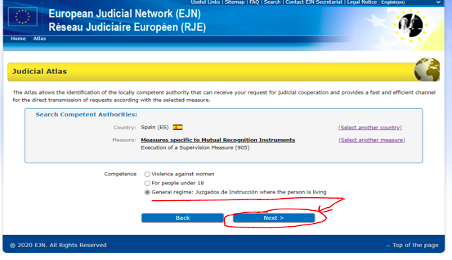 Useful Links | Sitemap | FAQ | Search | Contact EJN Secretariat | Legal Notice English(en)
European Judicial Network (EJN)
Réseau Judiciaire Européen (RJE)
Home Atlas
Judicial Atlas
The Atlas allows the identification of the locally competent authority that can receive your request for judicial cooperation and provides a fast and efficient channel
for the direct transmission of requests according with the selected measure.
Search Competent Authorities:
Country: Spain (ES) (Select another country)
Measure: Measures specific to Mutual Recognition Instruments (Select another measure)
Execution of a Supervision Measure (905)
Competence Violence against women
For people under 18
General regime: Juzgados de Instrucción where the person is living
Back Next >
© 2020 EJN. All Rights Reserved Top of the page